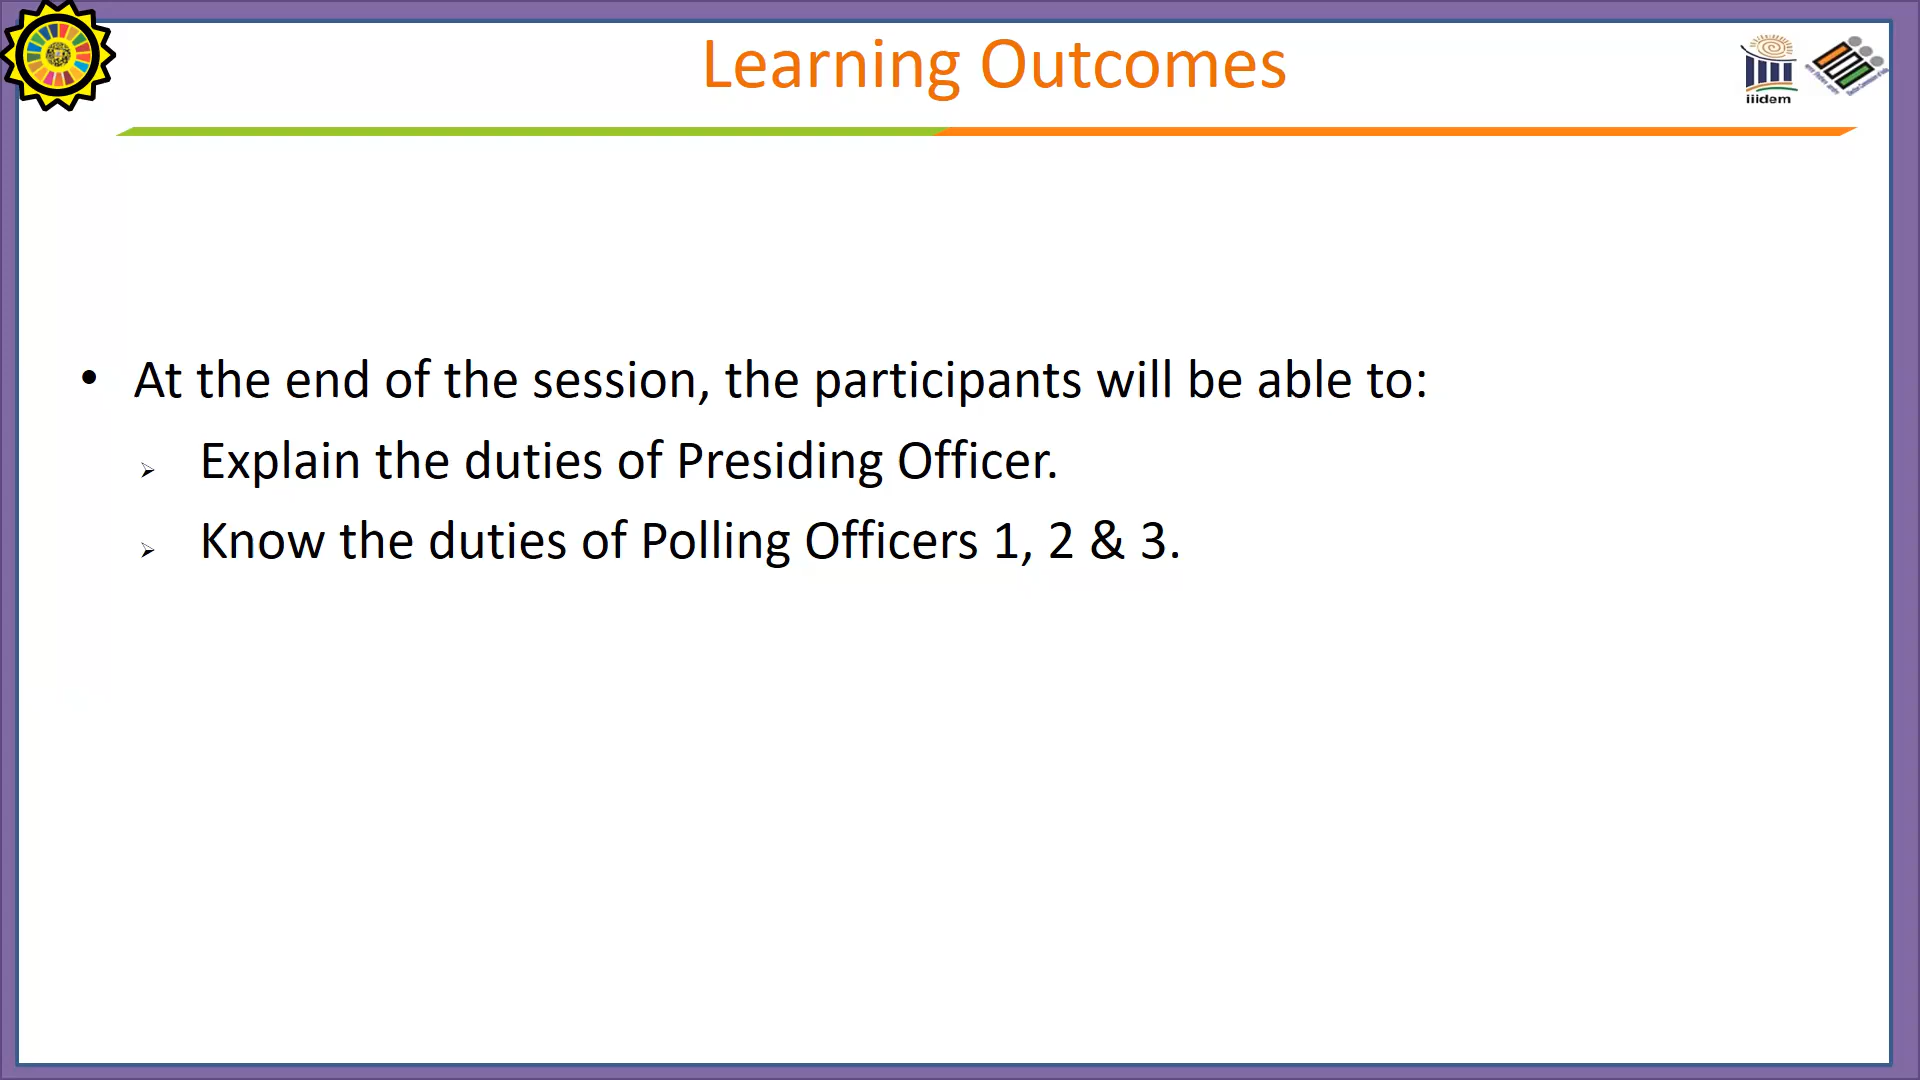 Learning Outcomes
iiidem
• At the end of the session, the participants will be able to:
➢ Explain the duties of Presiding Officer.
➢ Know the duties of Polling Officers 1, 2 & 3.